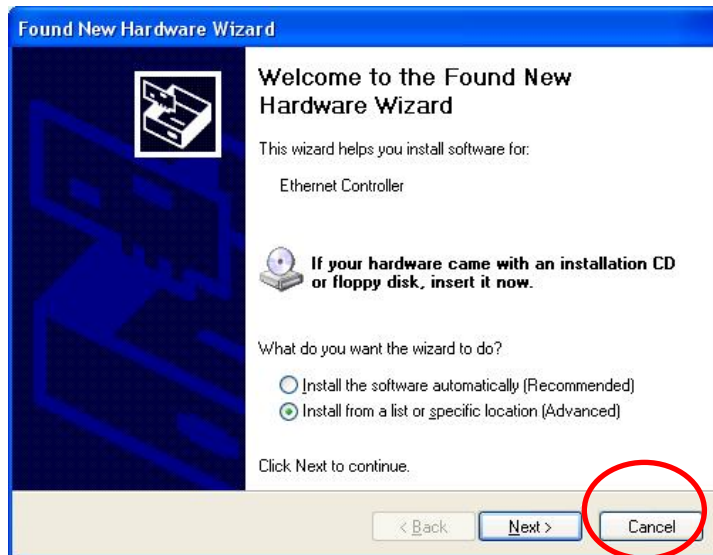 Found New Hardware Wizard
Welcome to the Found New
Hardware Wizard
This wizard helps you install software for:
Ethernet Controller
If your hardware came with an installation CD
or floppy disk, insert it now.
What do you want the wizard to do?
Install the software automatically (Recommended)
Install from a list or specific location (Advanced)
Click Next to continue.
< Back Next > Cancel